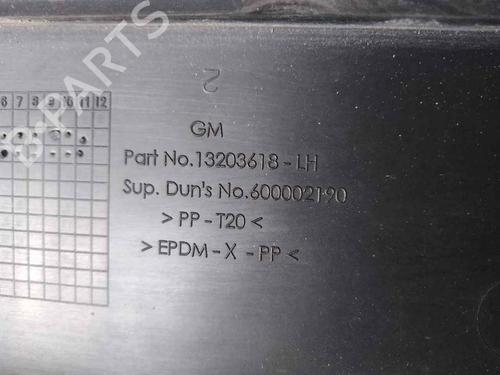 B-PARTS
2
6 7 8 9 10 11 12
GM
Part No.13203618-LH
Sup. Dun's No.600002190
> PP-T20 <
> EPDM-X -PP <